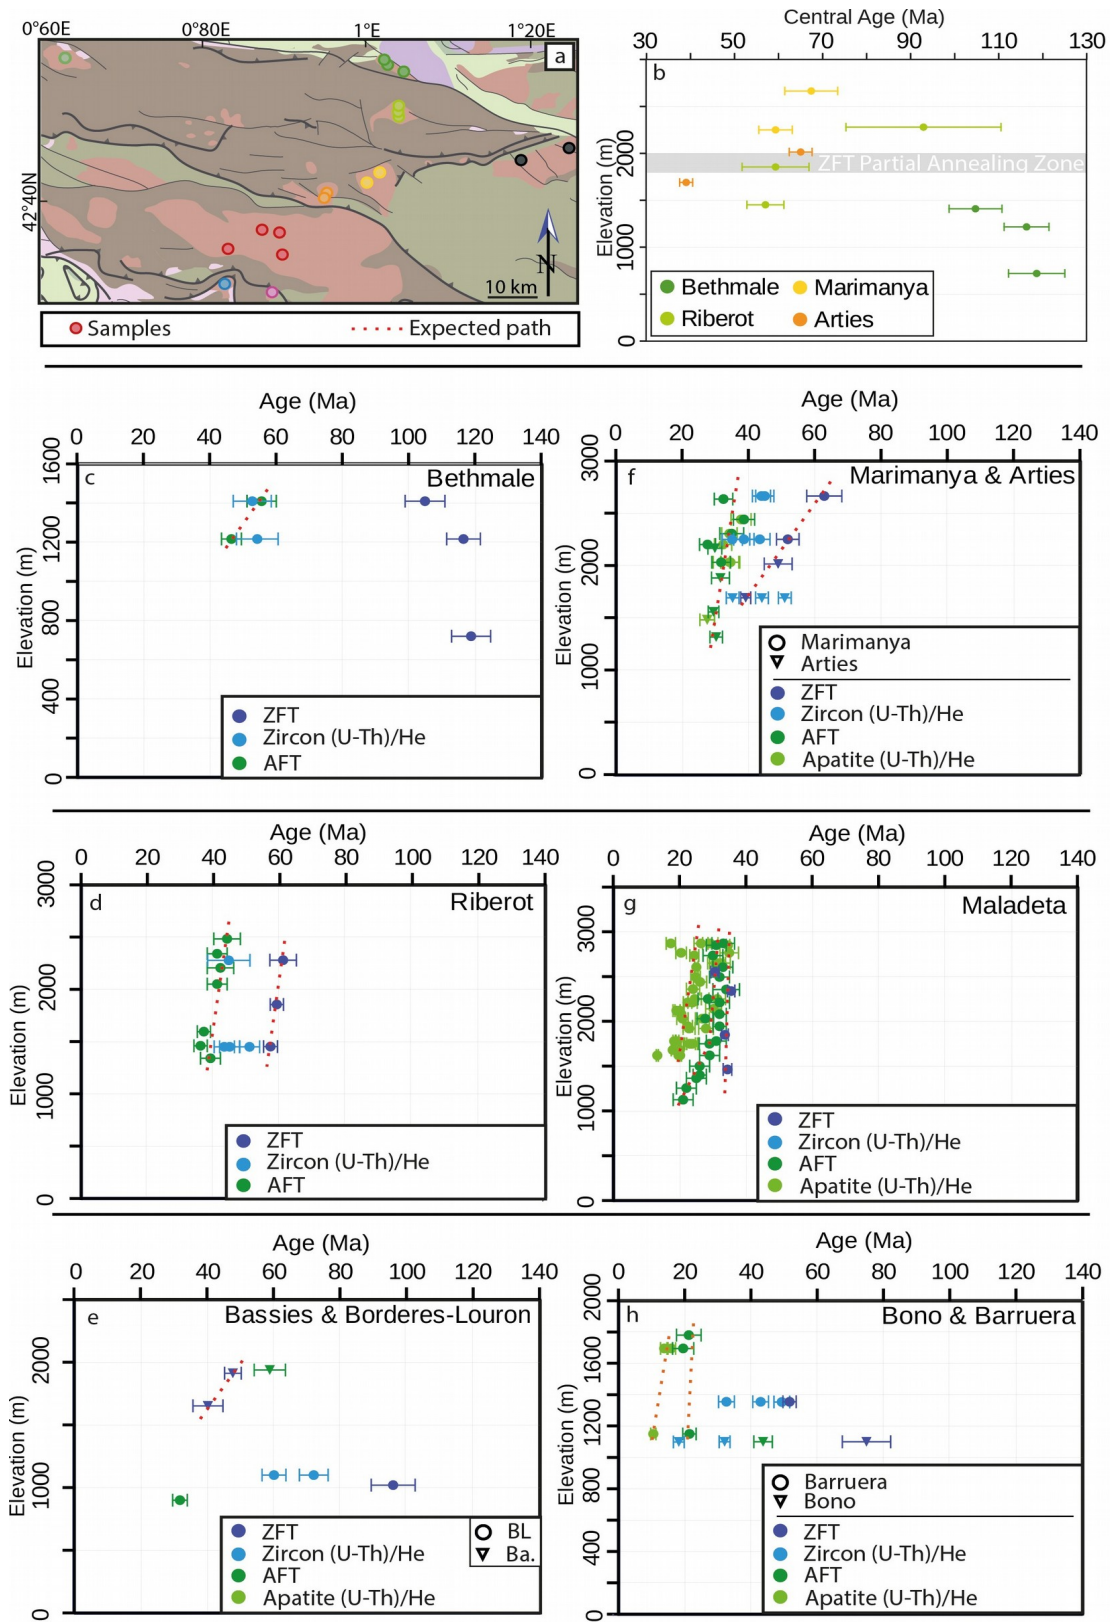 0°60E 0°80E 1°E 1°20E
42°40N
a
N
10 km
Samples Expected path
Central Age (Ma)
30 50 70 90 110 130
b
Elevation (m)
2000
1000
0
ZFT Partial Annealing Zone
Bethmale Marimanya
Riberot Arties
Age (Ma)
0 20 40 60 80 100 120 140
c Bethmale
Elevation (m)
1600
1200
800
400
0
ZFT
Zircon (U-Th)/He
AFT
Age (Ma)
0 20 40 60 80 100 120 140
f Marimanya & Arties
Elevation (m)
3000
2000
1000
0
Marimanya
Arties
ZFT
Zircon (U-Th)/He
AFT
Apatite (U-Th)/He
Age (Ma)
0 20 40 60 80 100 120 140
d Riberot
Elevation (m)
3000
2000
1000
0
ZFT
Zircon (U-Th)/He
AFT
Age (Ma)
0 20 40 60 80 100 120 140
g Maladeta
Elevation (m)
3000
2000
1000
0
ZFT
Zircon (U-Th)/He
AFT
Apatite (U-Th)/He
Age (Ma)
0 20 40 60 80 100 120 140
e Bassies & Borderes-Louron
Elevation (m)
2000
1000
0
ZFT
Zircon (U-Th)/He
AFT
Apatite (U-Th)/He
BL
Ba.
Age (Ma)
0 20 40 60 80 100 120 140
h Bono & Barruera
Elevation (m)
2000
1600
1200
800
400
0
Barruera
Bono
ZFT
Zircon (U-Th)/He
AFT
Apatite (U-Th)/He